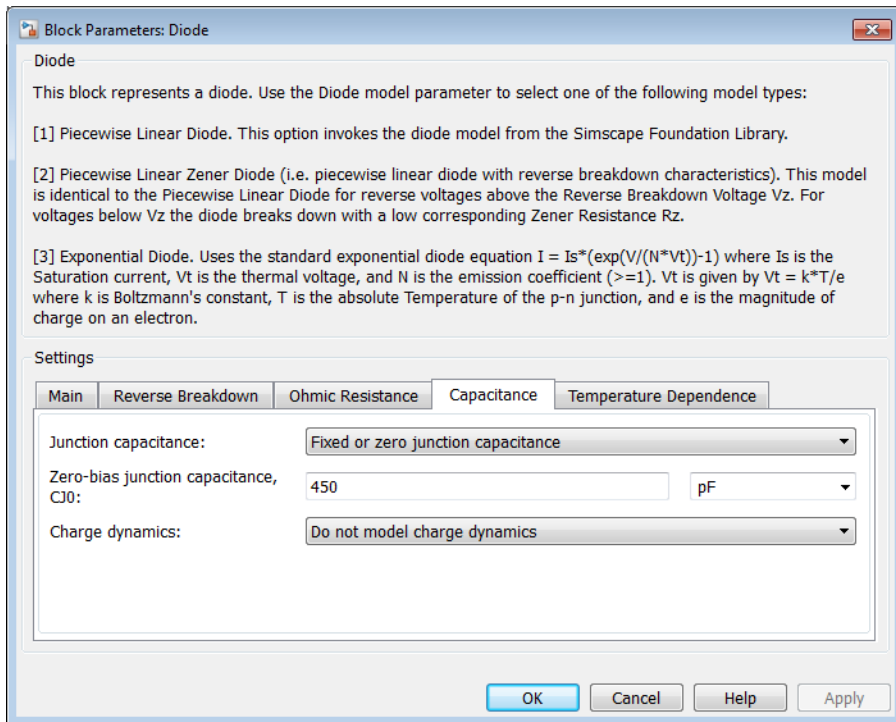 Block Parameters: Diode
Diode
This block represents a diode. Use the Diode model parameter to select one of the following model types:
[1] Piecewise Linear Diode. This option invokes the diode model from the Simscape Foundation Library.
[2] Piecewise Linear Zener Diode (i.e. piecewise linear diode with reverse breakdown characteristics). This model
is identical to the Piecewise Linear Diode for reverse voltages above the Reverse Breakdown Voltage Vz. For
voltages below Vz the diode breaks down with a low corresponding Zener Resistance Rz.
[3] Exponential Diode. Uses the standard exponential diode equation I = Is*(exp(V/(N*Vt))-1) where Is is the
Saturation current, Vt is the thermal voltage, and N is the emission coefficient (>=1). Vt is given by Vt = k*T/e
where k is Boltzmann's constant, T is the absolute Temperature of the p-n junction, and e is the magnitude of
charge on an electron.
Settings
Main Reverse Breakdown Ohmic Resistance Capacitance Temperature Dependence
Junction capacitance: Fixed or zero junction capacitance
Zero-bias junction capacitance,
CJ0: 450 pF
Charge dynamics: Do not model charge dynamics
OK Cancel Help Apply